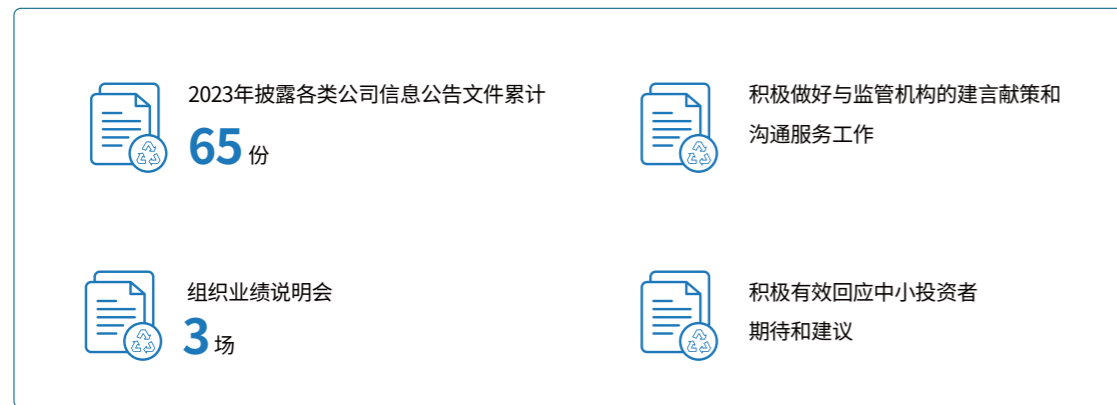 2023年披露各类公司信息公告文件累计
65 份
积极做好与监管机构的建言献策和
沟通服务工作
组织业绩说明会
3 场
积极有效回应中小投资者
期待和建议